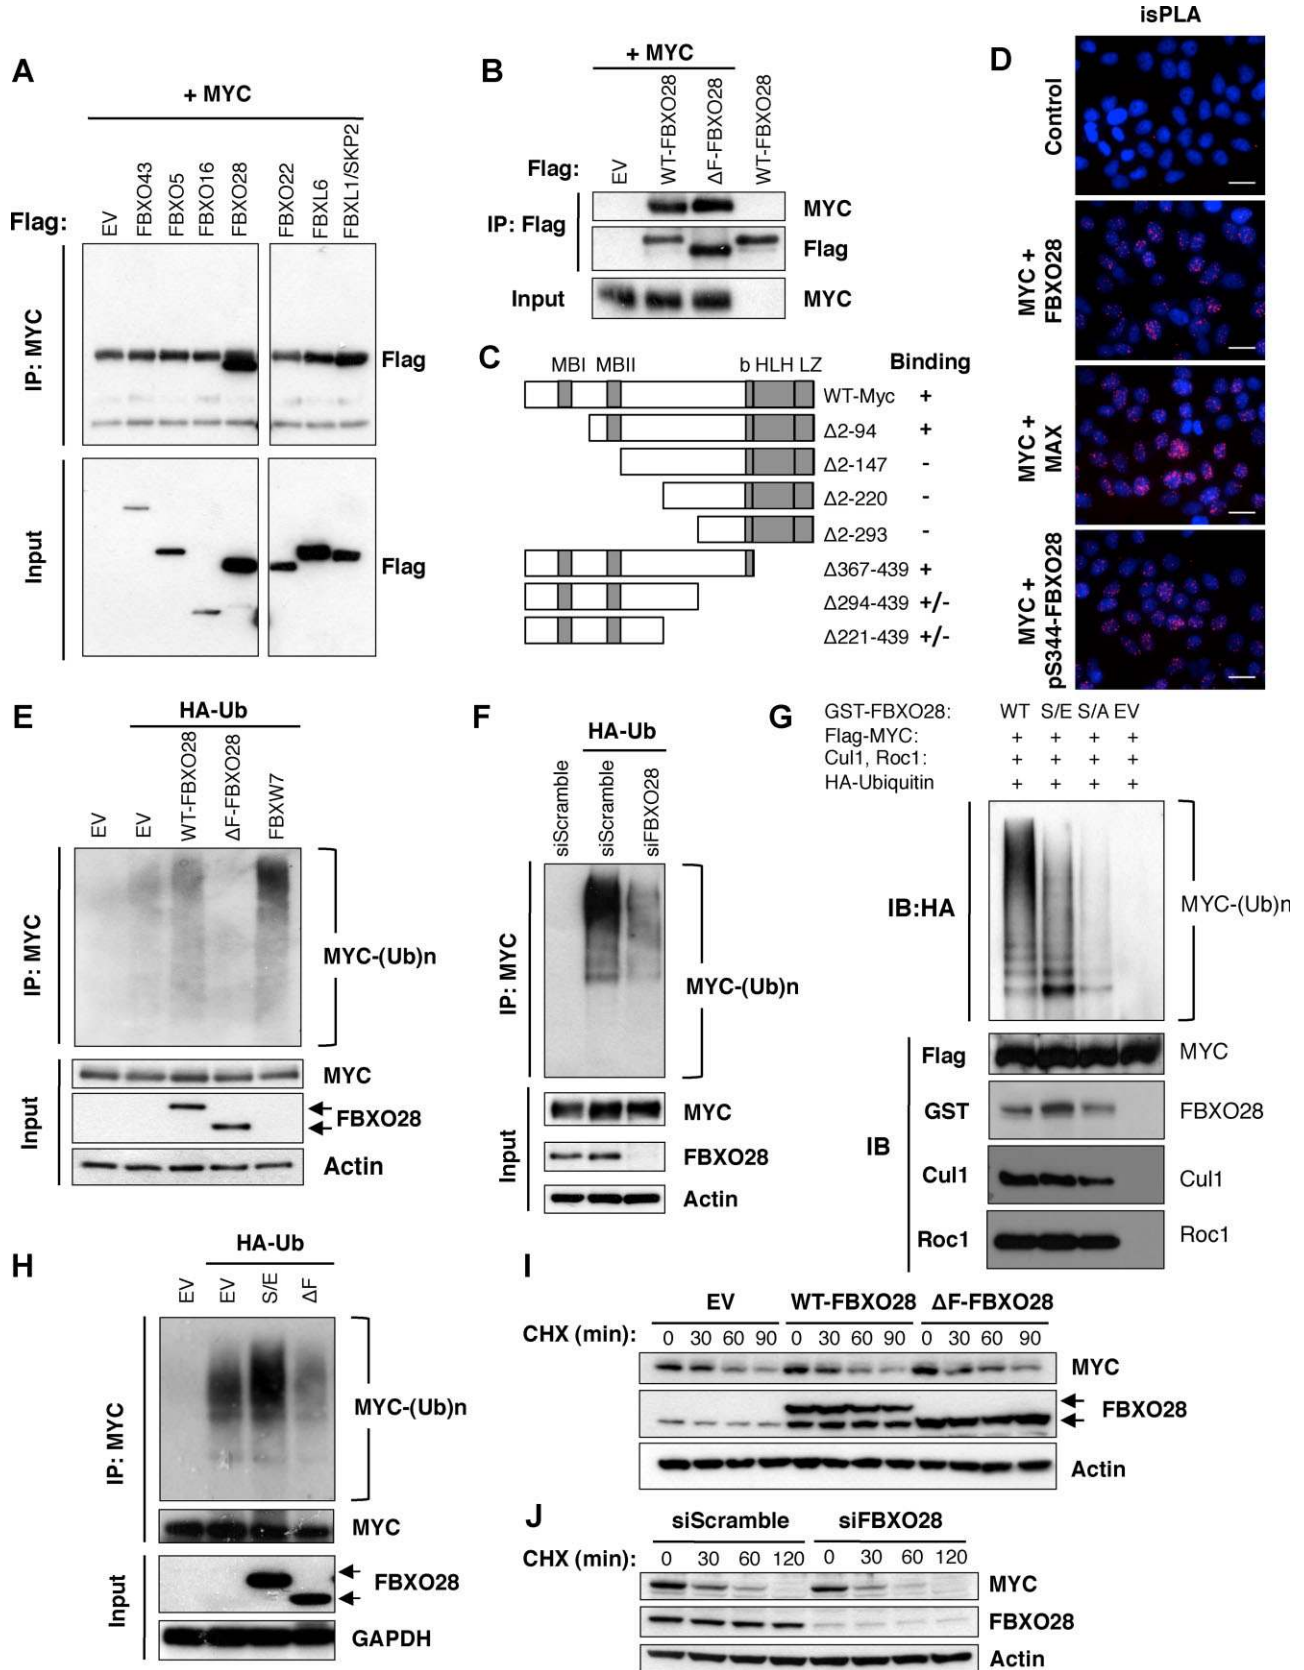 A
+ MYC
Flag:
EV
FBXO43
FBXO5
FBXO16
FBXO28
FBXO22
FBXL6
FBXL1/SKP2
IP: MYC
Flag
Input
Flag
B
+ MYC
Flag:
EV
WT-FBXO28
ΔF-FBXO28
WT-FBXO28
IP: Flag
MYC
Flag
Input
MYC
C
MBI MBII b HLH LZ Binding
WT-Myc +
Δ2-94 +
Δ2-147 -
Δ2-220 -
Δ2-293 -
Δ367-439 +
Δ294-439 +/-
Δ221-439 +/-
D
isPLA
Control
MYC +
FBXO28
MYC +
MAX
MYC +
pS344-FBXO28
E
HA-Ub
EV
EV
WT-FBXO28
ΔF-FBXO28
FBXW7
IP: MYC
MYC-(Ub)n
Input
MYC
FBXO28
Actin
F
HA-Ub
siScramble
siScramble
siFBXO28
IP: MYC
MYC-(Ub)n
Input
MYC
FBXO28
Actin
G
GST-FBXO28: WT S/E S/A EV
Flag-MYC: + + + +
Cul1, Roc1: + + + +
HA-Ubiquitin + + + +
IB:HA
MYC-(Ub)n
IB
Flag MYC
GST FBXO28
Cul1 Cul1
Roc1 Roc1
H
HA-Ub
EV
EV
S/E
ΔF
IP: MYC
MYC-(Ub)n
MYC
Input
FBXO28
GAPDH
I
EV WT-FBXO28 ΔF-FBXO28
CHX (min): 0 30 60 90 0 30 60 90 0 30 60 90
MYC
FBXO28
Actin
J
siScramble siFBXO28
CHX (min): 0 30 60 120 0 30 60 120
MYC
FBXO28
Actin